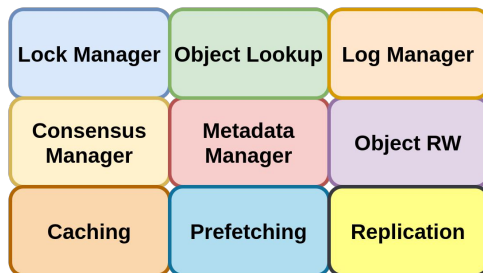 Lock Manager
Object Lookup
Log Manager
Consensus
Manager
Metadata
Manager
Object RW
Caching
Prefetching
Replication